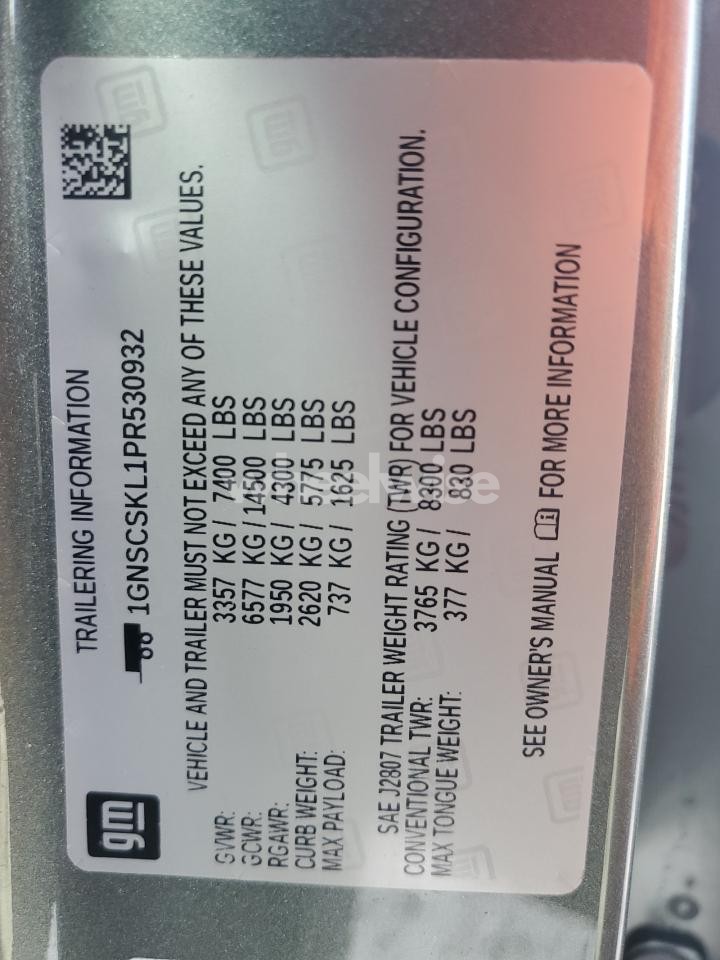 gm
TRAILERING INFORMATION
1GNSCSKL1PR530932
VEHICLE AND TRAILER MUST NOT EXCEED ANY OF THESE VALUES.
GVWR: 3357 KG / 7400 LBS
GCWR: 6577 KG / 14500 LBS
RGAWR: 1950 KG / 4300 LBS
CURB WEIGHT: 2620 KG / 5775 LBS
MAX PAYLOAD: 737 KG / 1625 LBS
SAE J2807 TRAILER WEIGHT RATING (TWR) FOR VEHICLE CONFIGURATION.
CONVENTIONAL TWR: 3765 KG / 8300 LBS
MAX TONGUE WEIGHT: 377 KG / 830 LBS
SEE OWNER'S MANUAL FOR MORE INFORMATION